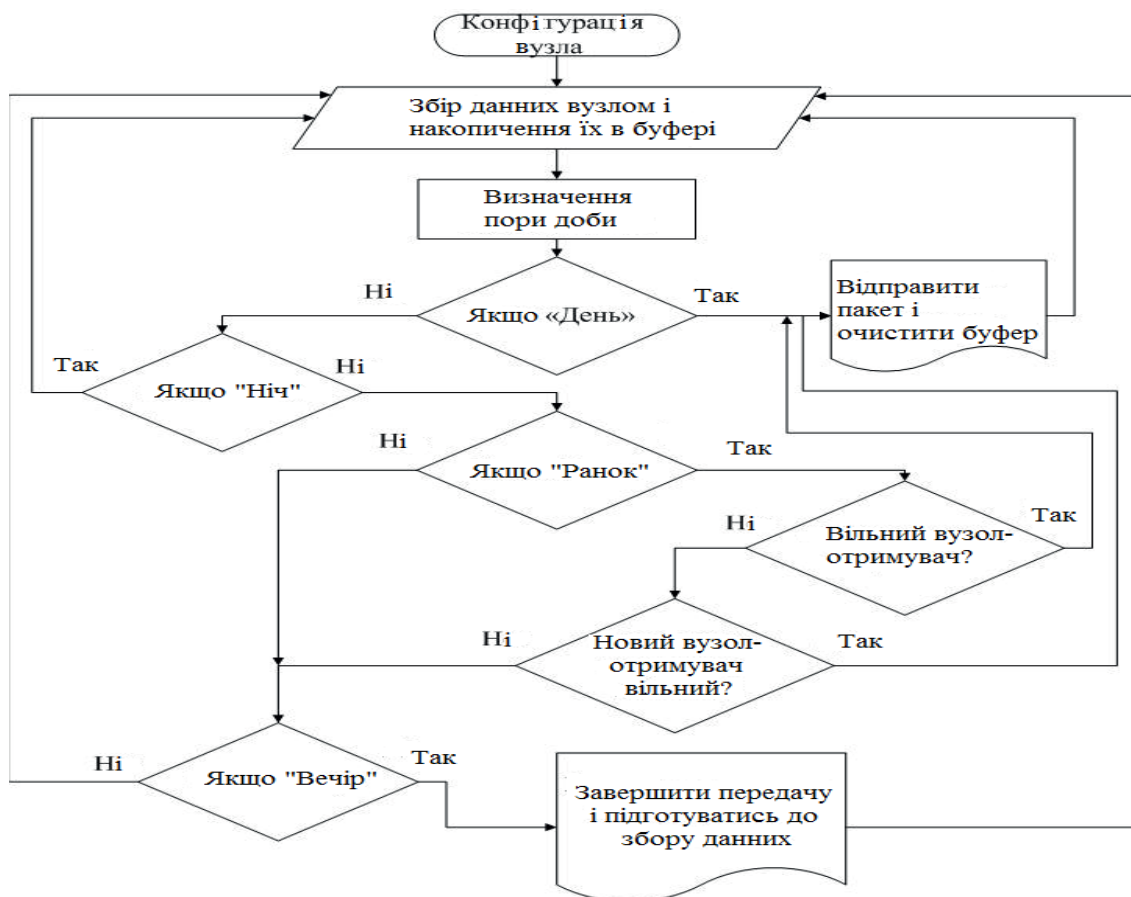 Конфігурація
вузла
Збір данних вузлом і
накопичення їх в буфері
Визначення
пори доби
Ні
Якщо «День»
Так
Відправити
пакет і
очистити буфер
Так
Якщо "Ніч"
Ні
Ні
Якщо "Ранок"
Так
Ні
Вільний вузол-
отримувач?
Так
Ні
Новий вузол-
отримувач
вільний?
Так
Ні
Якщо "Вечір"
Так
Завершити передачу
і підготуватись до
збору данних